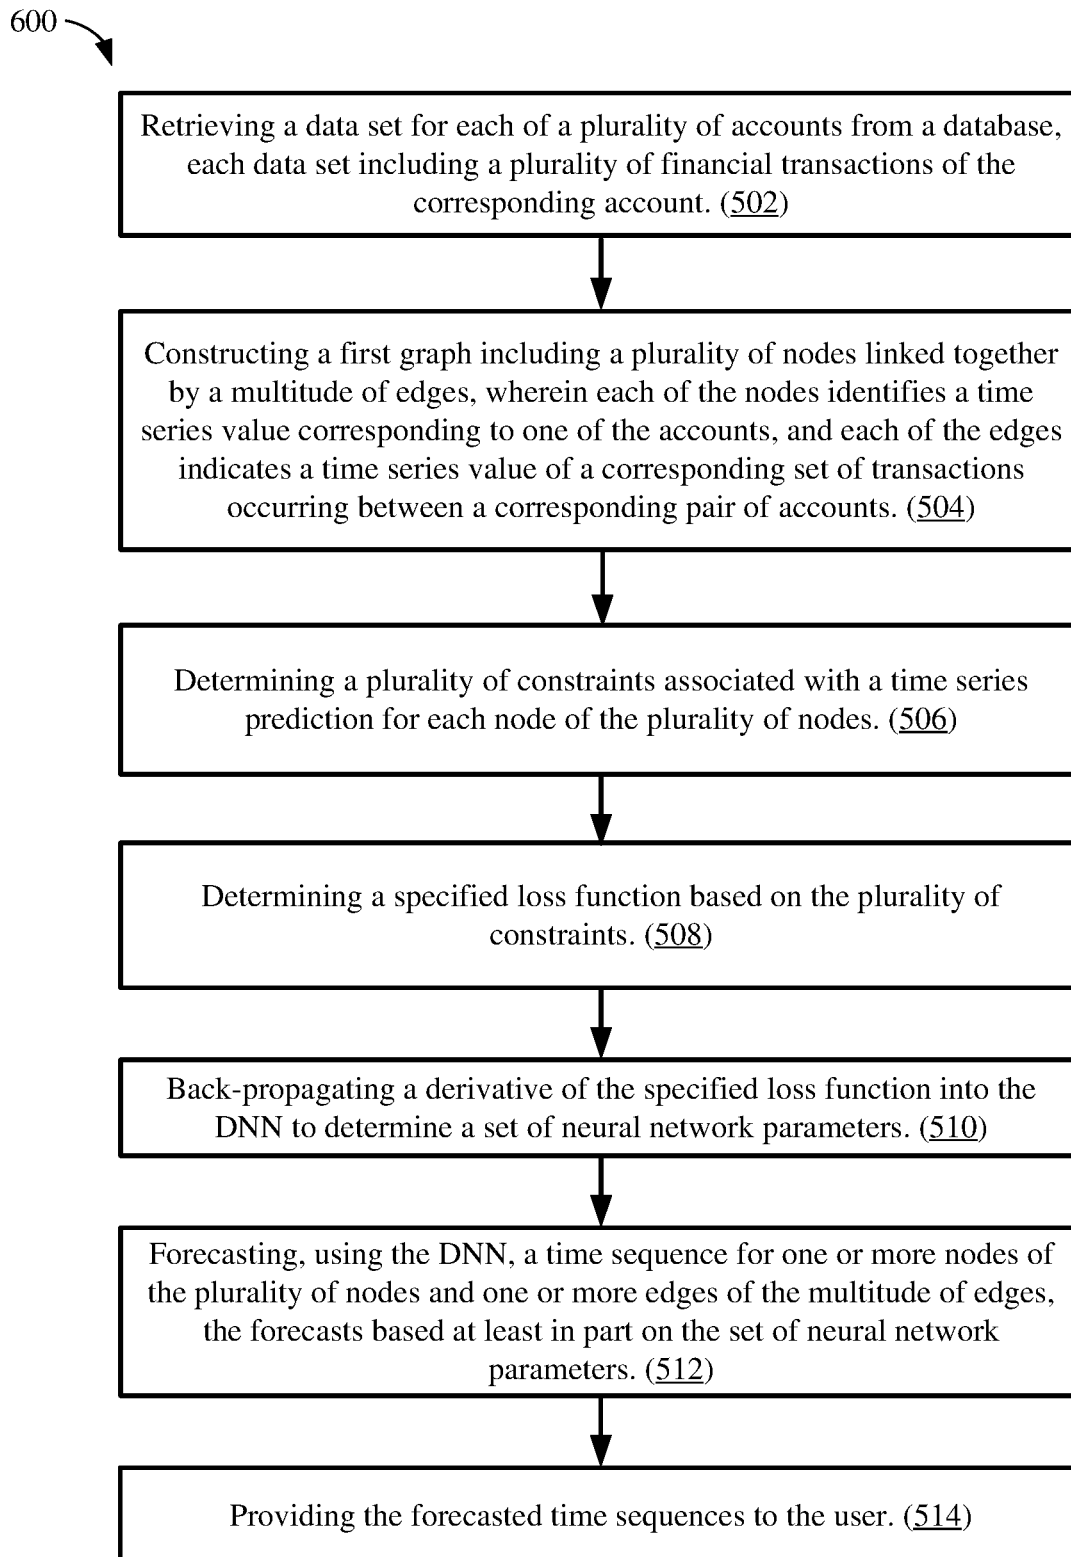 600
Retrieving a data set for each of a plurality of accounts from a database,
each data set including a plurality of financial transactions of the
corresponding account. (502)
Constructing a first graph including a plurality of nodes linked together
by a multitude of edges, wherein each of the nodes identifies a time
series value corresponding to one of the accounts, and each of the edges
indicates a time series value of a corresponding set of transactions
occurring between a corresponding pair of accounts. (504)
Determining a plurality of constraints associated with a time series
prediction for each node of the plurality of nodes. (506)
Determining a specified loss function based on the plurality of
constraints. (508)
Back-propagating a derivative of the specified loss function into the
DNN to determine a set of neural network parameters. (510)
Forecasting, using the DNN, a time sequence for one or more nodes of
the plurality of nodes and one or more edges of the multitude of edges,
the forecasts based at least in part on the set of neural network
parameters. (512)
Providing the forecasted time sequences to the user. (514)